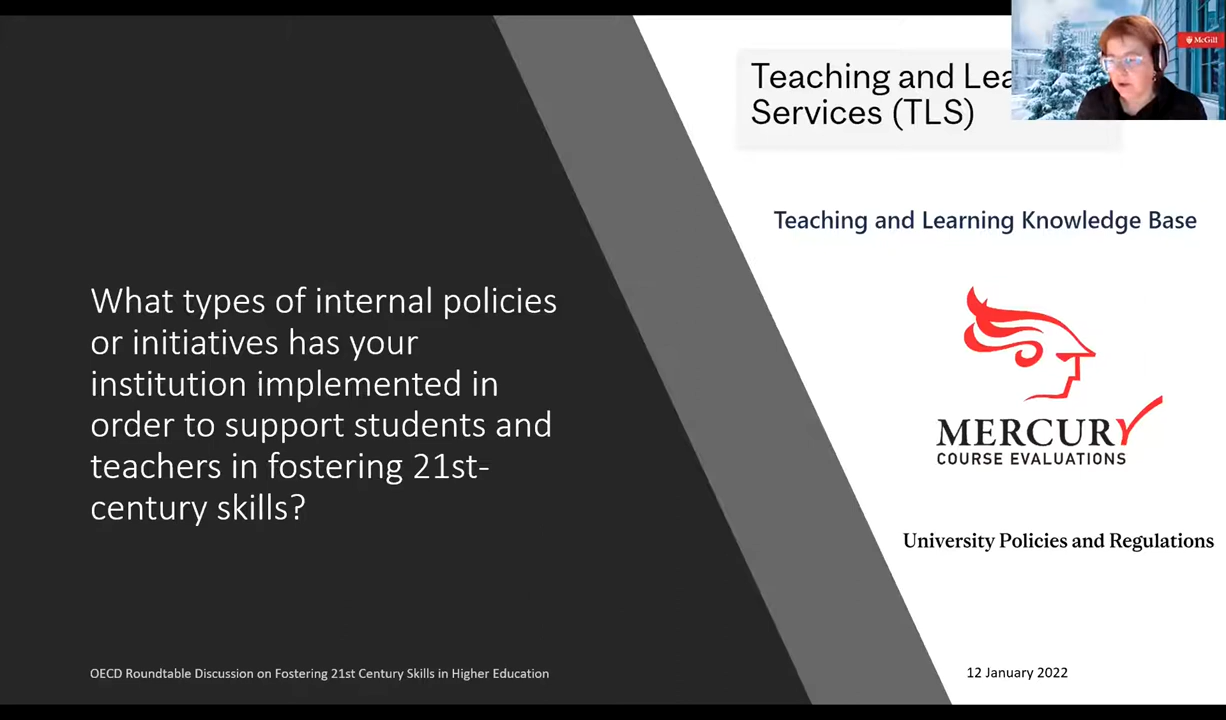 What types of internal policies
or initiatives has your
institution implemented in
order to support students and
teachers in fostering 21st-
century skills?
Teaching and Lea
Services (TLS)
McGill
Teaching and Learning Knowledge Base
MERCURY
COURSE EVALUATIONS
University Policies and Regulations
OECD Roundtable Discussion on Fostering 21st Century Skills in Higher Education
12 January 2022